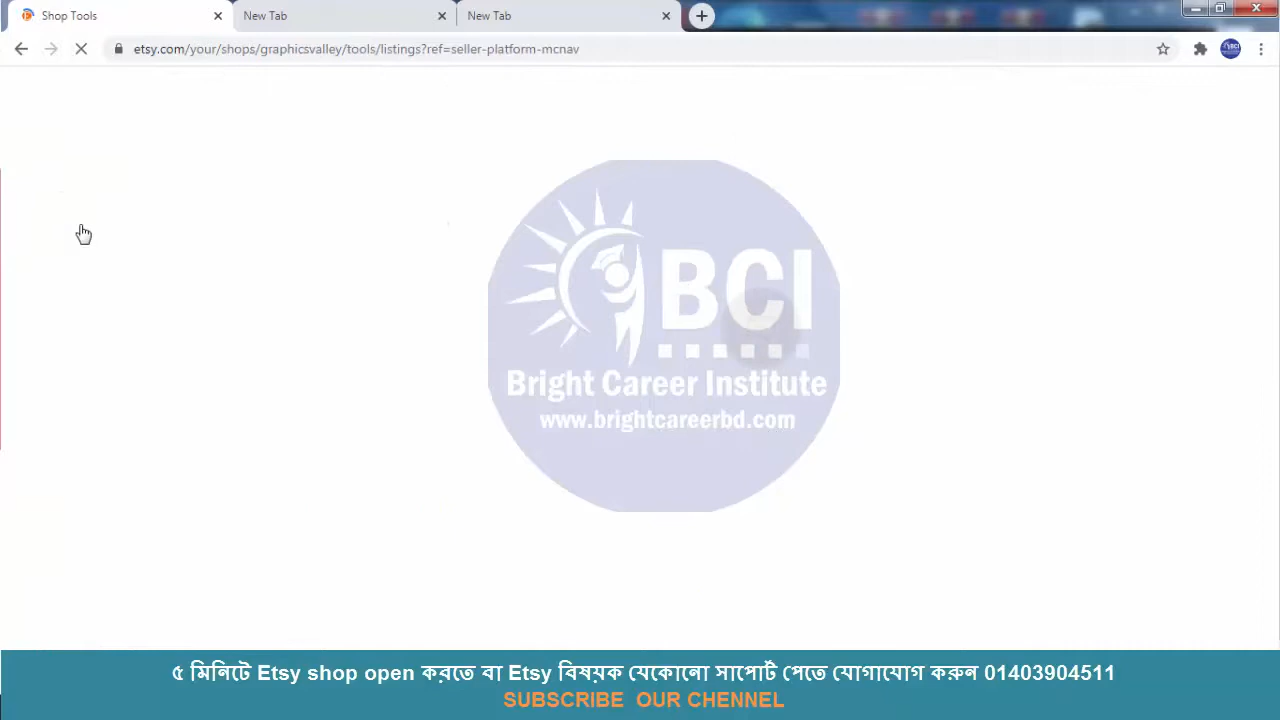 Shop Tools
New Tab
New Tab
etsy.com/your/shops/graphicsvalley/tools/listings?ref=seller-platform-mcnav
BCI
Bright Career Institute
www.brightcareerbd.com
৫ মিনিটে Etsy shop open করতে বা Etsy বিষয়ক যেকোনো সাপোর্ট পেতে যোগাযোগ করুন 01403904511
SUBSCRIBE OUR CHENNEL